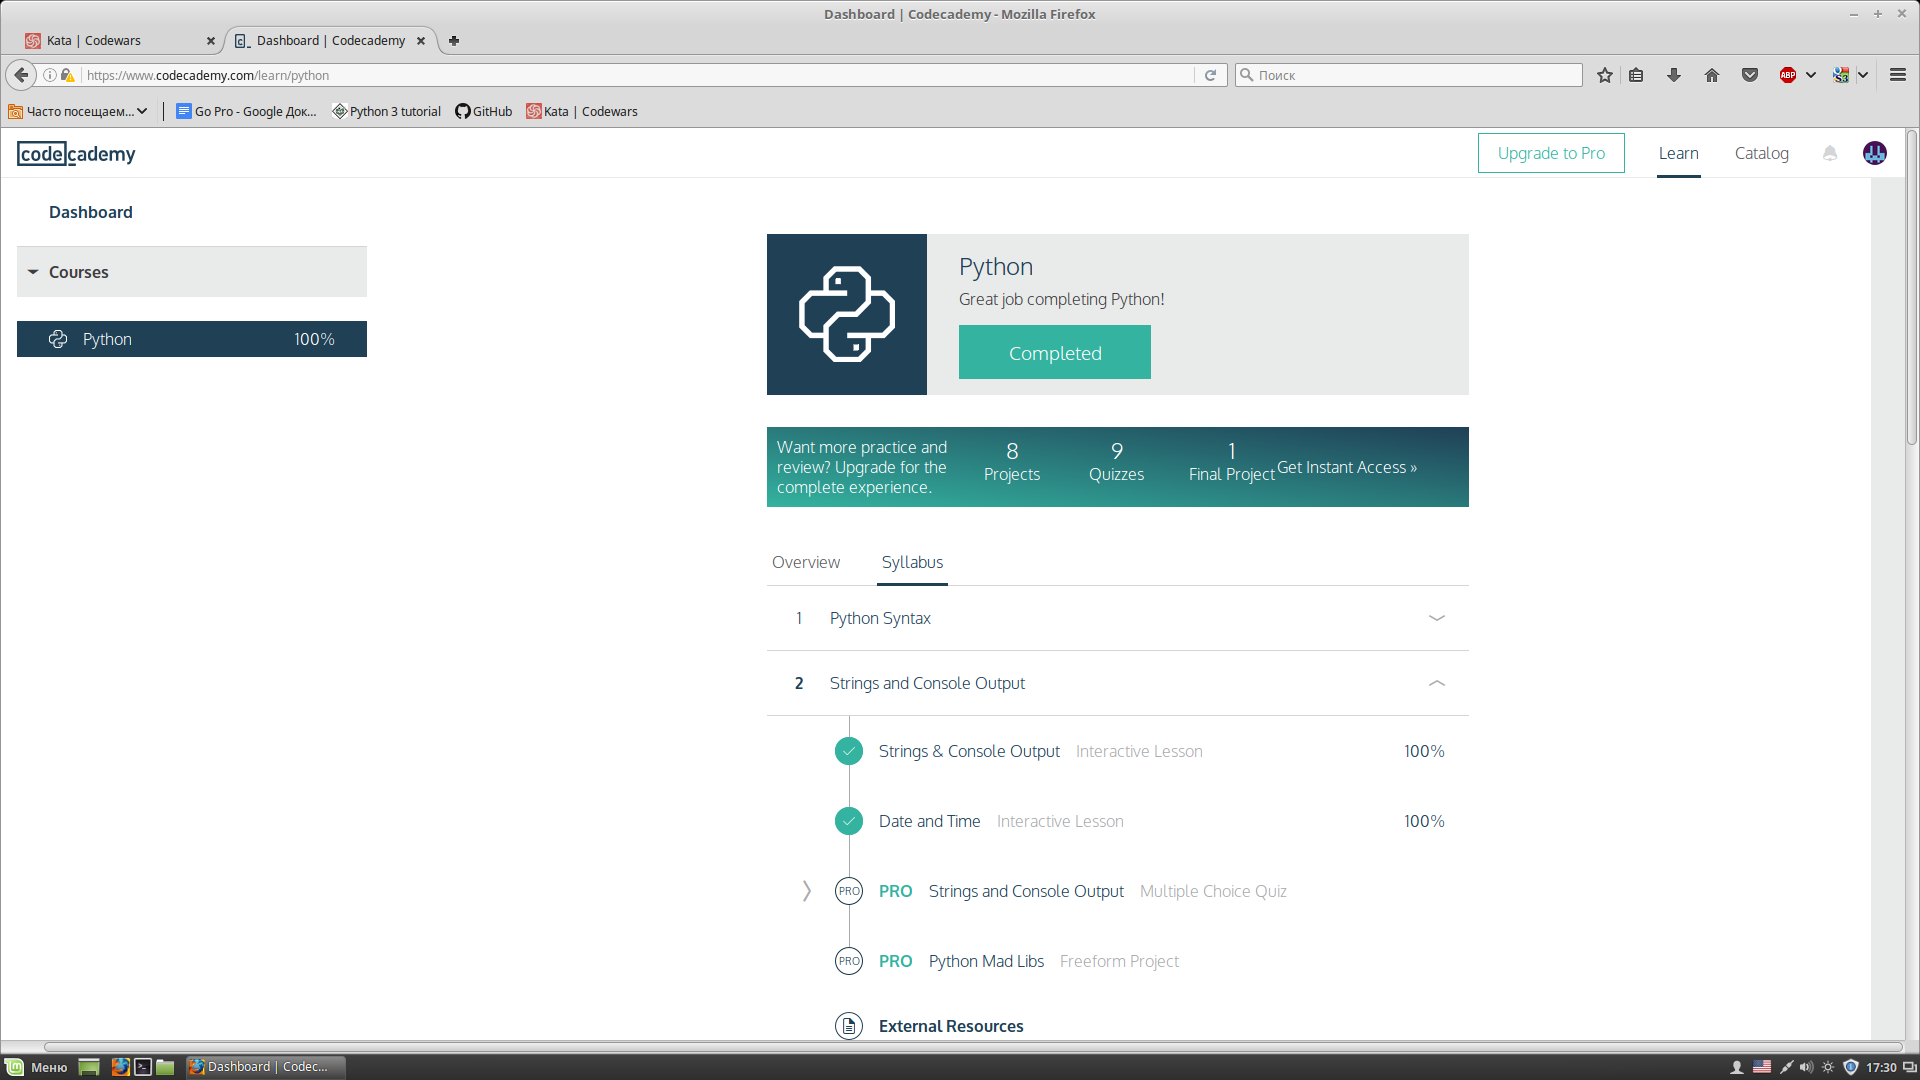 Dashboard | Codecademy - Mozilla Firefox
Kata | Codewars
Dashboard | Codecademy
https://www.codecademy.com/learn/python
Поиск
ABP
Часто посещаем...
Go Pro - Google Док...
Python 3 tutorial
GitHub
Kata | Codewars
codecademy
Upgrade to Pro
Learn
Catalog
Dashboard
Courses
Python 100%
Python
Great job completing Python!
Completed
Want more practice and
review? Upgrade for the
complete experience.
8
Projects
9
Quizzes
1
Final Project
Get Instant Access »
Overview
Syllabus
1 Python Syntax
2 Strings and Console Output
Strings & Console Output Interactive Lesson 100%
Date and Time Interactive Lesson 100%
PRO PRO Strings and Console Output Multiple Choice Quiz
PRO PRO Python Mad Libs Freeform Project
External Resources
Меню
Dashboard | Codec...
17:30